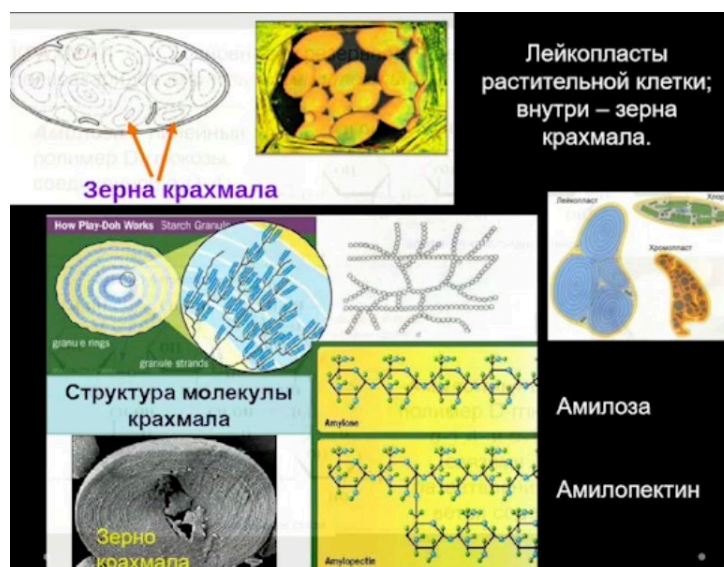 Лейкопласты
растительной клетки;
внутри – зерна
крахмала.
Зерна крахмала
How Play-Doh Works Starch Granules
granule rings
granule strands
Лейкопласт
Хромопласт
Структура молекулы
крахмала
Amylose
Amylopectin
Амилоза
Амилопектин
Зерно
крахмала